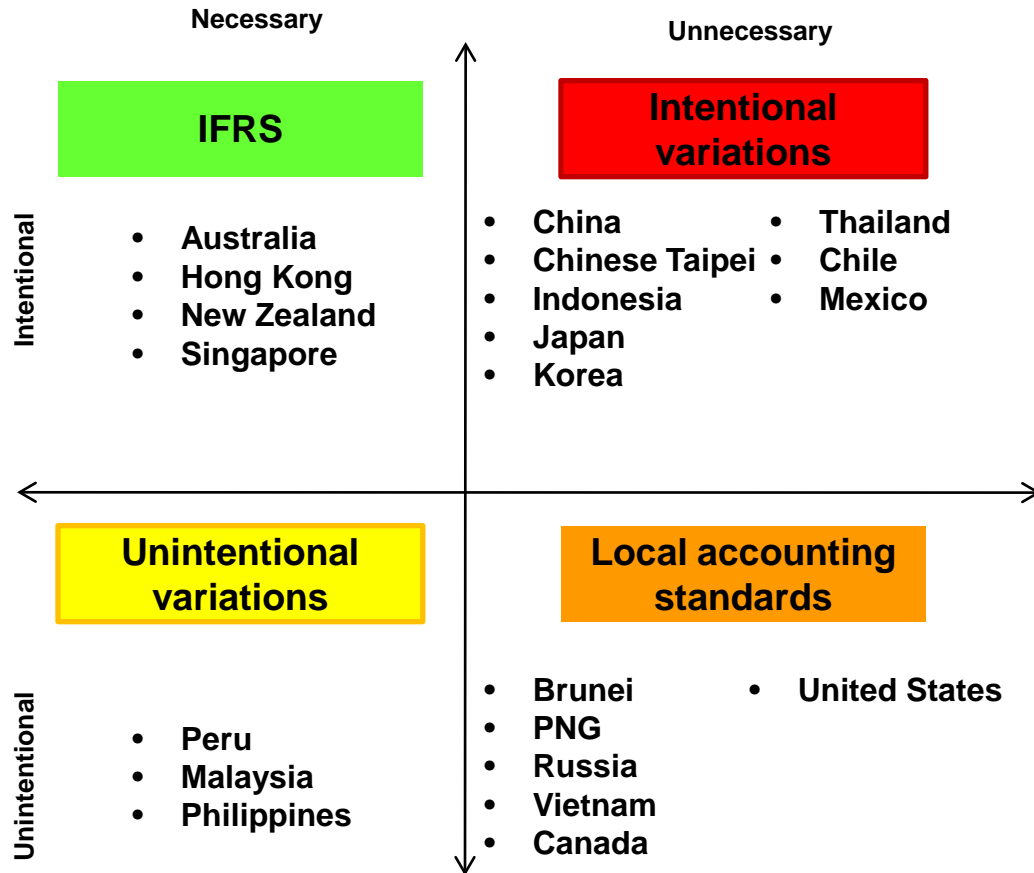 Necessary
Unnecessary
IFRS
Intentional
variations
Intentional
• Australia
• Hong Kong
• New Zealand
• Singapore
• China
• Chinese Taipei
• Indonesia
• Japan
• Korea
• Thailand
• Chile
• Mexico
Unintentional
variations
Local accounting
standards
Unintentional
• Peru
• Malaysia
• Philippines
• Brunei
• PNG
• Russia
• Vietnam
• Canada
• United States